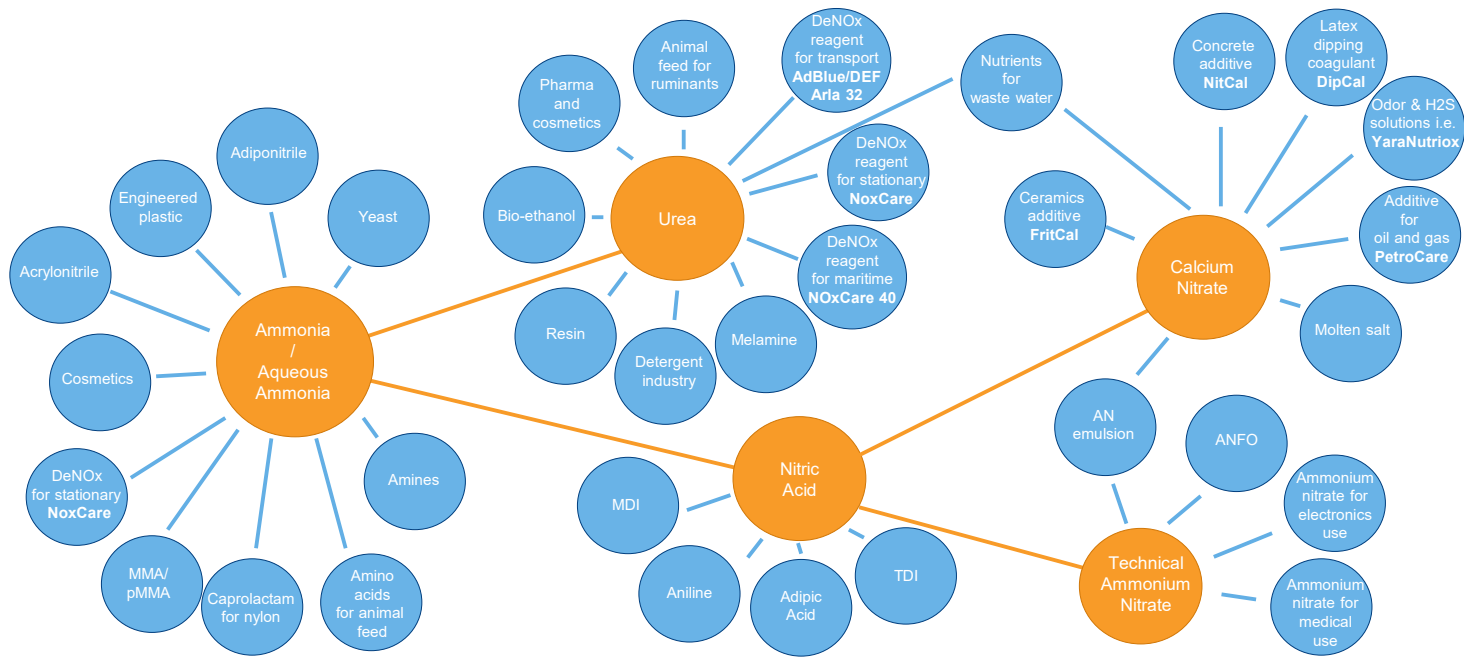 DeNOx
reagent
for transport
AdBlue/DEF
Arla 32
Animal
feed for
ruminants
Pharma
and
cosmetics
Nutrients
for
waste water
Concrete
additive
NitCal
Latex
dipping
coagulant
DipCal
Odor & H2S
solutions i.e.
YaraNutriox
Adiponitrile
Engineered
plastic
Yeast
Bio-ethanol
Urea
DeNOx
reagent
for stationary
NoxCare
Ceramics
additive
FritCal
Additive
for
oil and gas
PetroCare
Acrylonitrile
DeNOx
reagent
for maritime
NOxCare 40
Calcium
Nitrate
Ammonia
/
Aqueous
Ammonia
Resin
Detergent
industry
Melamine
Molten salt
Cosmetics
AN
emulsion
ANFO
DeNOx
for stationary
NoxCare
Amines
MDI
Nitric
Acid
Ammonium
nitrate for
electronics
use
MMA/
pMMA
Caprolactam
for nylon
Amino
acids
for animal
feed
Aniline
Adipic
Acid
TDI
Technical
Ammonium
Nitrate
Ammonium
nitrate for
medical
use